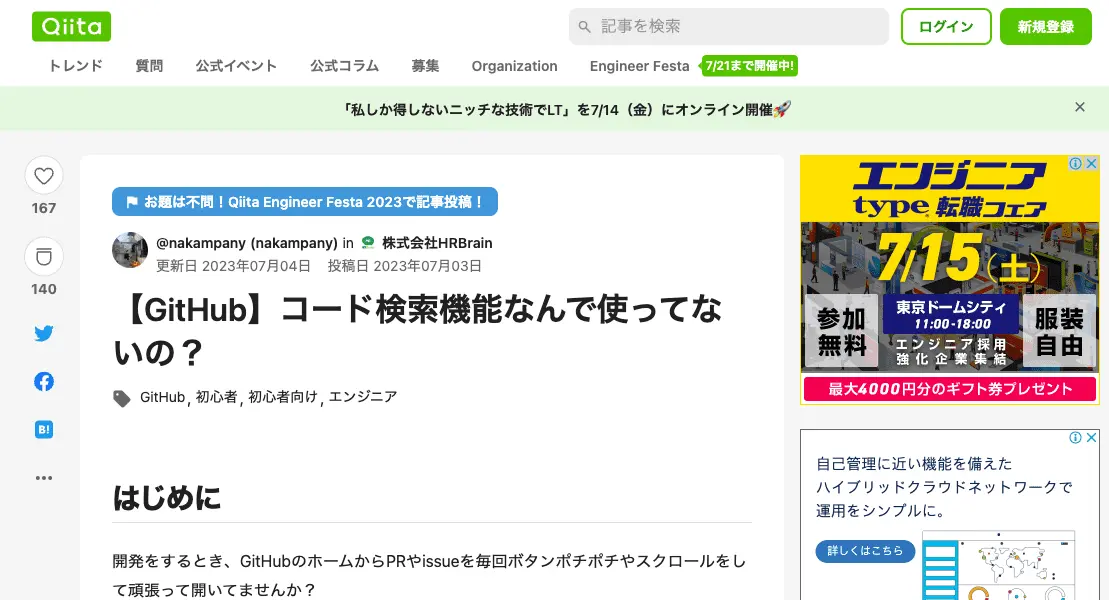 Qiita
記事を検索
ログイン
新規登録
トレンド
質問
公式イベント
公式コラム
募集
Organization
Engineer Festa
7/21まで開催中!
「私しか得しないニッチな技術でLT」を7/14（金）にオンライン開催🚀
167
140
B!
お題は不問！Qiita Engineer Festa 2023で記事投稿！
@nakampany (nakampany) in 株式会社HRBrain
更新日 2023年07月04日 投稿日 2023年07月03日
【GitHub】コード検索機能なんで使ってな
いの？
GitHub, 初心者, 初心者向け, エンジニア
はじめに
開発をするとき、GitHubのホームからPRやissueを毎回ボタンポチポチやスクロールをし
て頑張って開いてませんか？
エンジニア
type.転職フェア
7/15(土)
参加
無料
東京ドームシティ
11:00-18:00
エンジニア採用
強化企業集結
服装
自由
最大4000円分のギフト券プレゼント
自己管理に近い機能を備えた
ハイブリッドクラウドネットワークで
運用をシンプルに。
詳しくはこちら